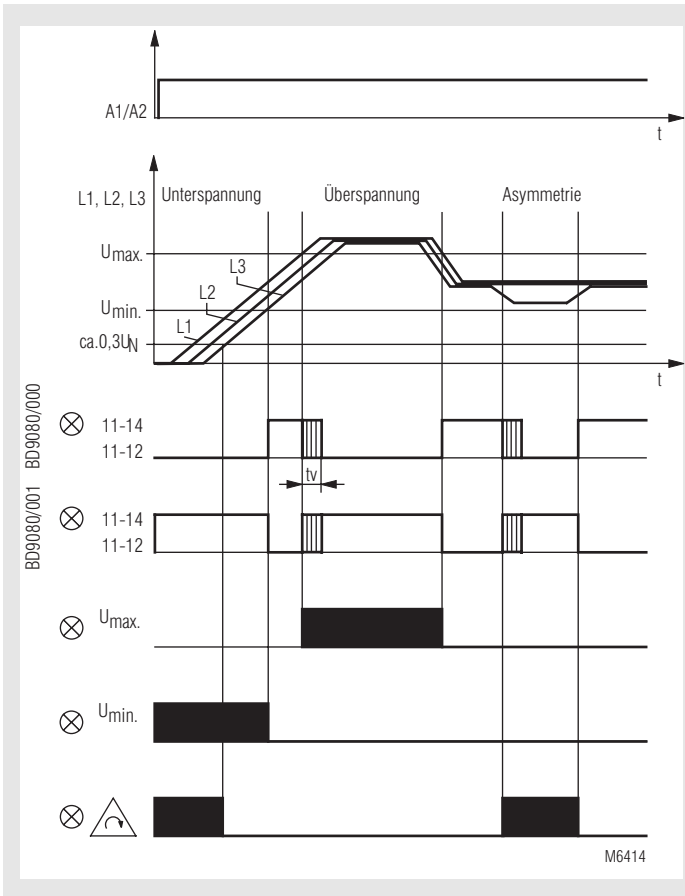 A1/A2
t
L1, L2, L3
Unterspannung
Überspannung
Asymmetrie
Umax.
L3
L2
Umin.
L1
ca.0,3UN
t
BD9080/000
11-14
11-12
tv
BD9080/001
11-14
11-12
Umax.
Umin.
M6414